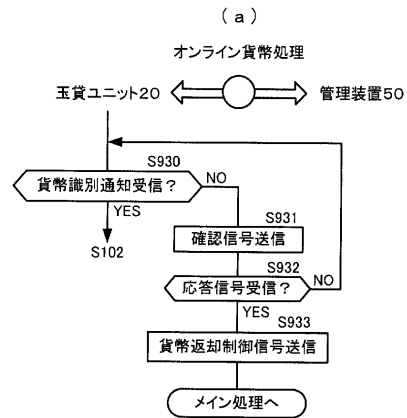 (a)
オンライン貨幣処理
玉貸ユニット20
管理装置50
S930
貨幣識別通知受信?
NO
YES
S931
S102
確認信号送信
S932
応答信号受信?
NO
YES
S933
貨幣返却制御信号送信
メイン処理へ